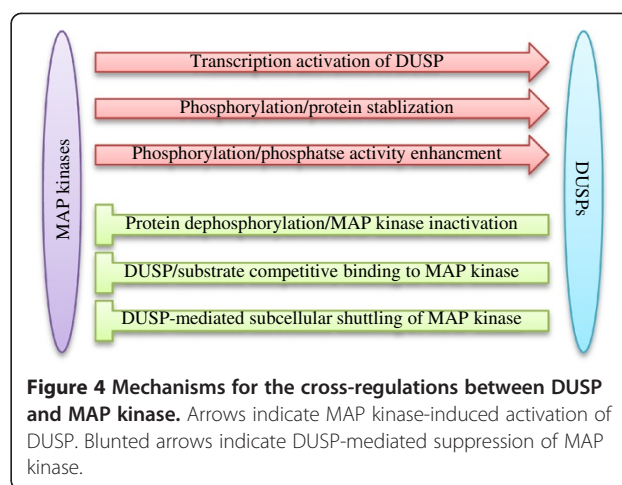 MAP kinases
Transcription activation of DUSP
Phosphorylation/protein stablization
Phosphorylation/phosphatse activity enhancment
Protein dephosphorylation/MAP kinase inactivation
DUSP/substrate competitive binding to MAP kinase
DUSP-mediated subcellular shuttling of MAP kinase
DUSPs
Figure 4 Mechanisms for the cross-regulations between DUSP
and MAP kinase. Arrows indicate MAP kinase-induced activation of
DUSP. Blunted arrows indicate DUSP-mediated suppression of MAP
kinase.